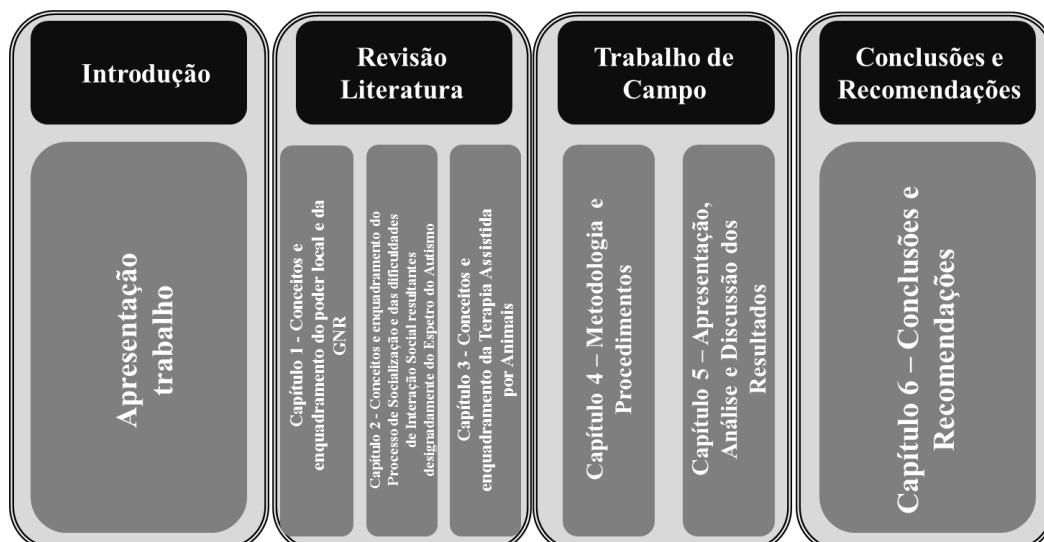 Introdução
Apresentação
trabalho
Revisão
Literatura
Capítulo 1 - Conceitos e
enquadramento do poder local e da
GNR
Capítulo 2 - Conceitos e enquadramento do
Processo de Socialização e das dificuldades
de Interação Social resultantes
designadamente do Espetro do Autismo
Capítulo 3 - Conceitos e
enquadramento da Terapia Assistida
por Animais
Trabalho de
Campo
Capítulo 4 – Metodologia e
Procedimentos
Capítulo 5 – Apresentação,
Análise e Discussão dos
Resultados
Conclusões e
Recomendações
Capítulo 6 – Conclusões e
Recomendações